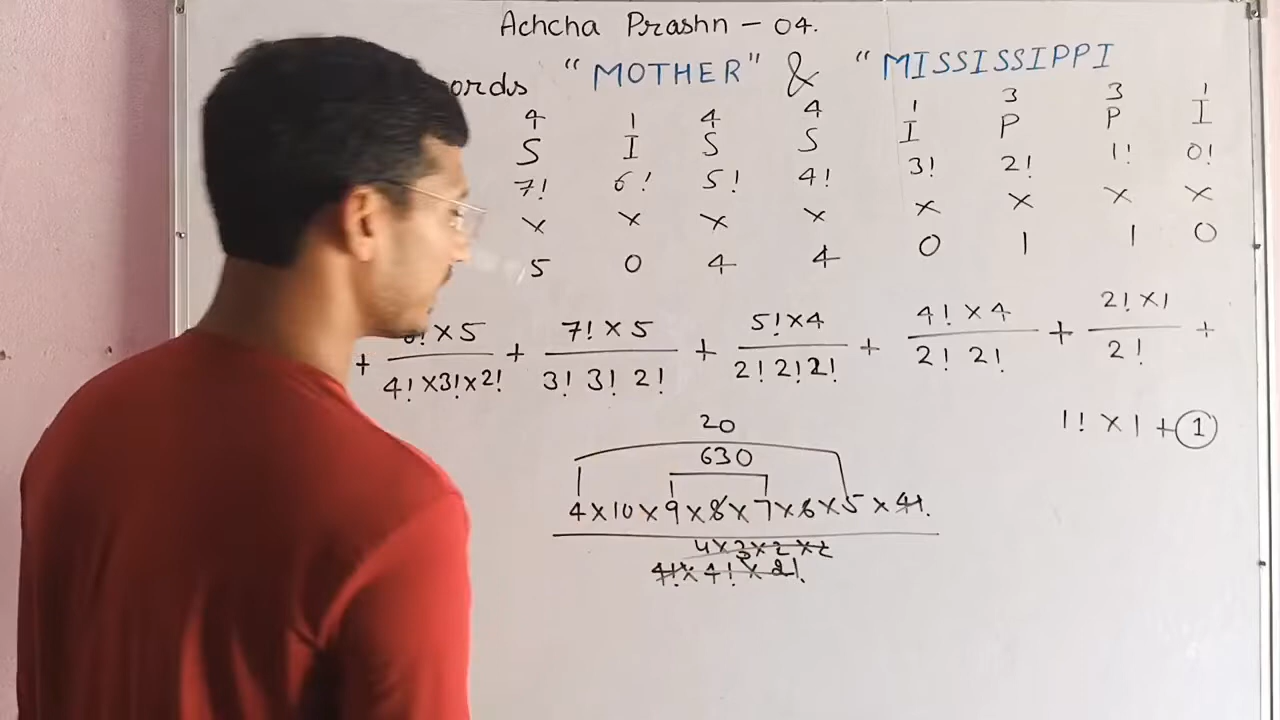 Achcha Prashn - 04.
ords "MOTHER" & "MISSISSIPPI
4 1 4 4 1 3 3 1
S I S S I P P I
7! 6! 5! 4! 3! 2! 1! 0!
× × × × × × × ×
5 0 4 4 0 1 1 0
! × 5 7! × 5 5! × 4 4! × 4 2! × 1
+ + + + + +
4! × 3! × 2! 3! 3! 2! 2! 2! 2! 2! 2! 2!
1! × 1 + 1
20
630
4 × 10 × 9 × 8 × 7 × 6 × 5 × 4!
4 × 3 × 2 × 2
4! × 4! × 2!